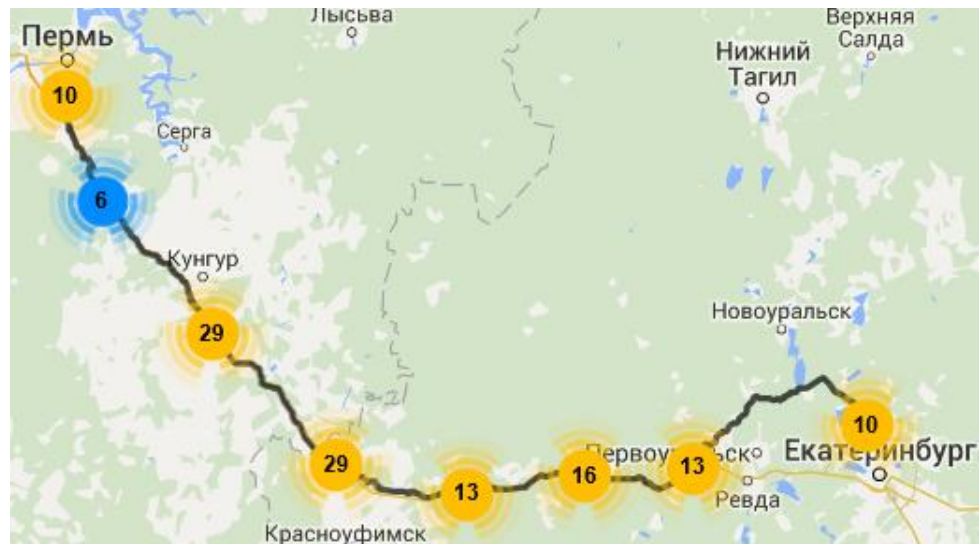 Лысьва
Верхняя
Салда
Пермь
Нижний
Тагил
10
Серга
6
Кунгур
29
Новоуральск
10
29
Первоуральск
13
Екатеринбург
13
16
Ревда
Красноуфимск